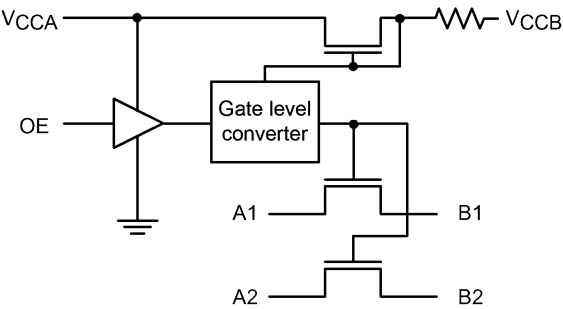 VCCA
VCCB
OE
Gate level
converter
A1
B1
A2
B2